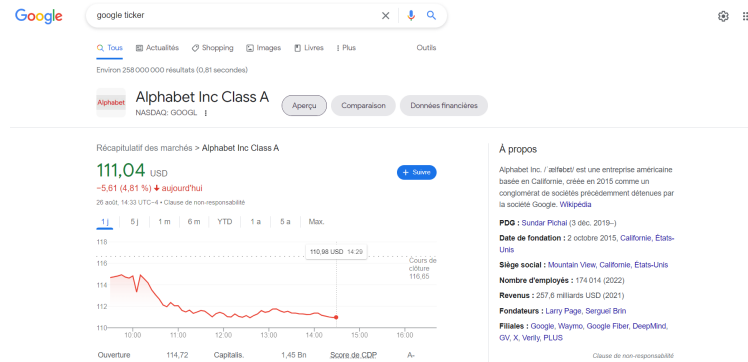 Google
google ticker
Tous
Actualités
Shopping
Images
Livres
Plus
Outils
Environ 258 000 000 résultats (0,81 secondes)
Alphabet
Alphabet Inc Class A
NASDAQ: GOOGL
Aperçu
Comparaison
Données financières
Récapitulatif des marchés > Alphabet Inc Class A
111,04 USD
−5,61 (4,81 %) aujourd'hui
26 août, 14:33 UTC−4 • Clause de non-responsabilité
+ Suivre
1 j
5 j
1 m
6 m
YTD
1 a
5 a
Max.
118
116
114
112
110
110,98 USD 14:29
Cours de
clôture
116,65
10:00
11:00
12:00
13:00
14:00
15:00
16:00
Ouverture 114,72
Capitalis. 1,45 Bn
Score de CDP A-
À propos
Alphabet Inc. /ˈælfəbɛt/ est une entreprise américaine
basée en Californie, créée en 2015 comme un
conglomérat de sociétés précédemment détenues par
la société Google. Wikipédia
PDG : Sundar Pichai (3 déc. 2019–)
Date de fondation : 2 octobre 2015, Californie, États-
Unis
Siège social : Mountain View, Californie, États-Unis
Nombre d'employés : 174 014 (2022)
Revenus : 257,6 milliards USD (2021)
Fondateurs : Larry Page, Sergueï Brin
Filiales : Google, Waymo, Google Fiber, DeepMind,
GV, X, Verily, PLUS
Clause de non-responsabilité